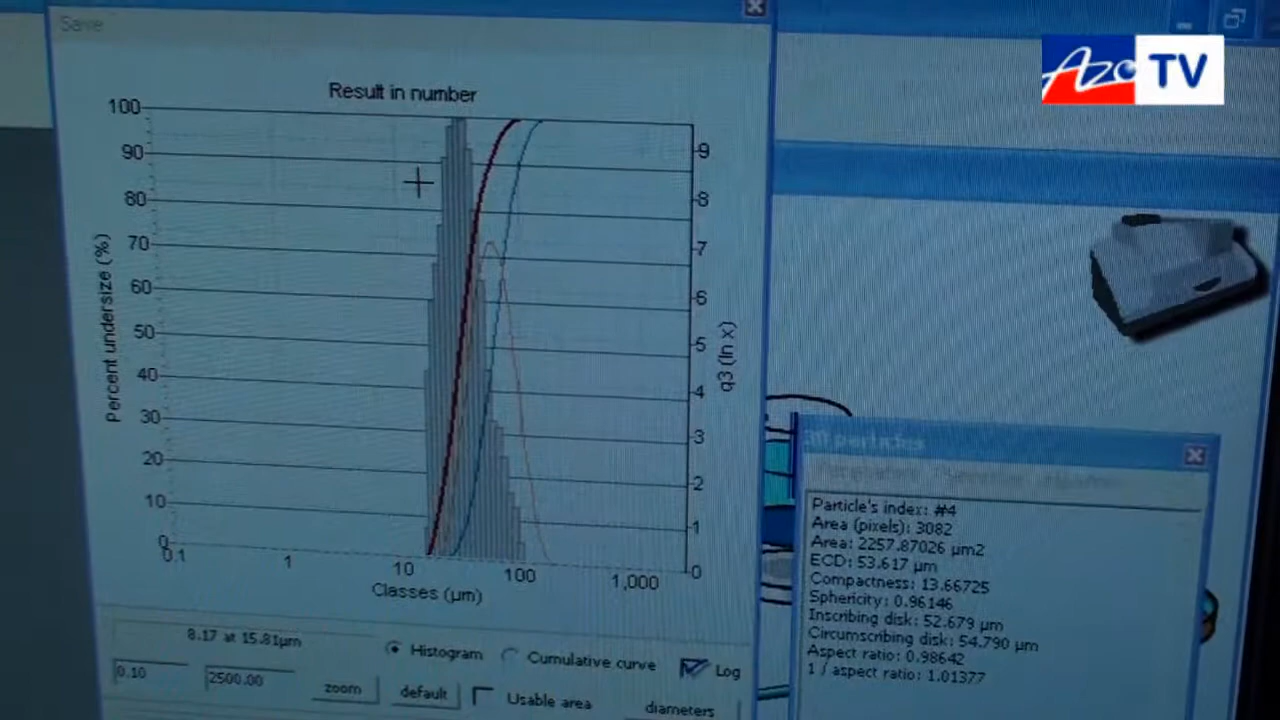 Save
AZO TV
Result in number
100
90
80
70
60
50
40
30
20
10
0
Percent undersize (%)
9
8
7
6
5
4
3
2
1
0
q3 (ln x)
0.1 1 10 100 1,000
Classes (µm)
8.17 at 15.81µm
Histogram Cumulative curve Log
0.10 2500.00 zoom default Usable area diameters
particles
Particle's index: #4
Area (pixels): 3082
Area: 2257.87026 µm2
ECD: 53.617 µm
Compactness: 13.66725
Sphericity: 0.96146
Inscribing disk: 52.679 µm
Circumscribing disk: 54.790 µm
Aspect ratio: 0.98642
1 / aspect ratio: 1.01377